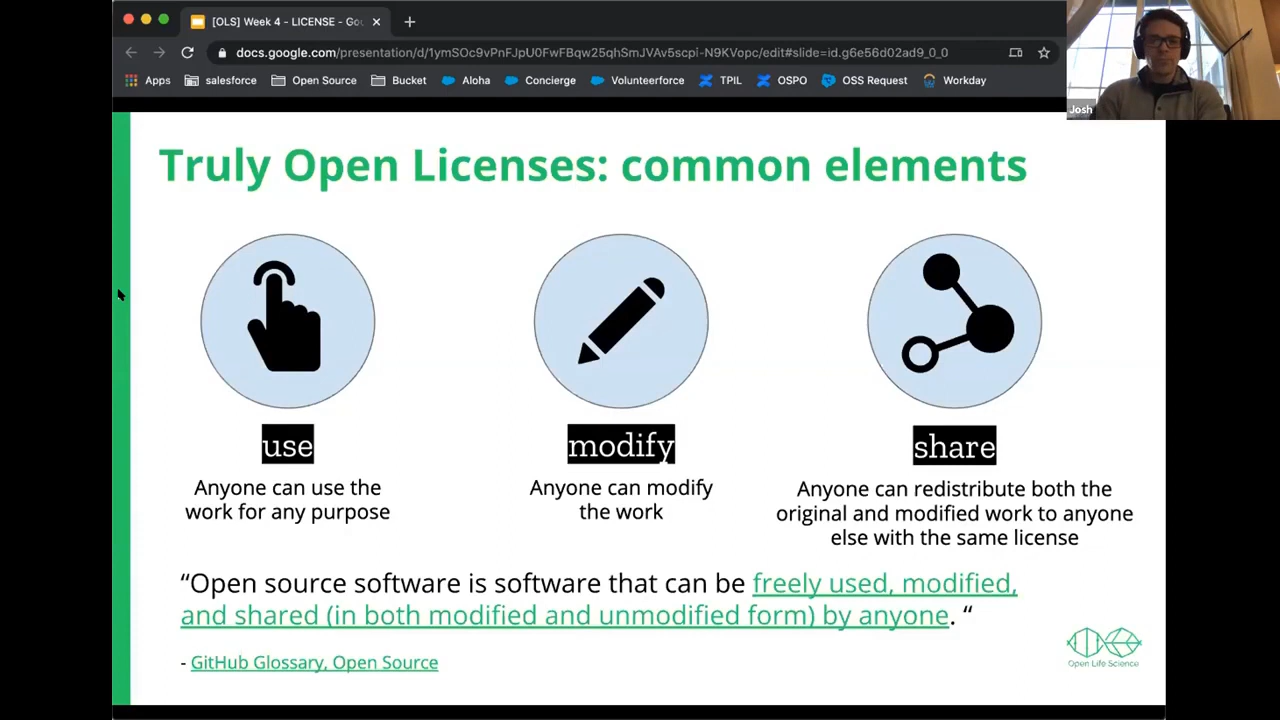 [OLS] Week 4 - LICENSE - Goo
docs.google.com/presentation/d/1ymS0C9vPnFJpU0FwFBqw25qhSmJVAv5scpi-N9KVopc/edit#slide=id.g6e56d02ad9_0_0
Apps salesforce Open Source Bucket Aloha Concierge Volunteerforce TPIL OSPO OSS Request Workday
Josh
Truly Open Licenses: common elements
use
Anyone can use the
work for any purpose
modify
Anyone can modify
the work
share
Anyone can redistribute both the
original and modified work to anyone
else with the same license
“Open source software is software that can be freely used, modified,
and shared (in both modified and unmodified form) by anyone. “
- GitHub Glossary, Open Source
Open Life Science